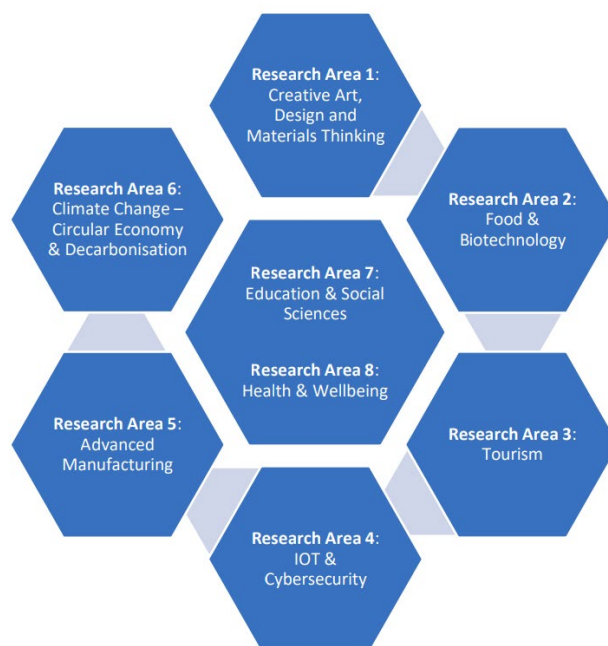 Research Area 1:
Creative Art,
Design and
Materials Thinking
Research Area 2:
Food &
Biotechnology
Research Area 3:
Tourism
Research Area 4:
IOT &
Cybersecurity
Research Area 5:
Advanced
Manufacturing
Research Area 6:
Climate Change –
Circular Economy
& Decarbonisation
Research Area 7:
Education & Social
Sciences
Research Area 8:
Health & Wellbeing